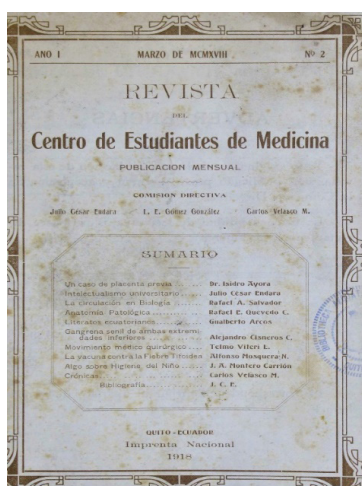 AÑO I MARZO DE MCMXVIII Nº 2
REVISTA
DEL
Centro de Estudiantes de Medicina
PUBLICACION MENSUAL
COMISION DIRECTIVA
Julio César Endara L. E. Gómez González Carlos Velasco M.
SUMARIO
Un caso de placenta previa ..... Dr. Isidro Ayora
Intelectualismo universitario ..... Julio César Endara
La circulación en Biología ..... Rafael A. Salvador
Anatomía Patológica ..... Rafael E. Quevedo C.
Literatos ecuatorianos ..... Gualberto Arcos
Gangrena senil de ambas extremi-
dades inferiores ..... Alejandro Cisneros C.
Movimiento médico quirúrgico ..... Telmo Viteri L.
La vacuna contra la Fiebre Tifoidea Alfonso Mosquera N.
Algo sobre Higiene del Niño ..... J. A. Montero Carrión
Crónicas ..... Carlos Velasco M.
Bibliografía ..... J. C. E.
QUITO-ECUADOR
Imprenta Nacional
1918